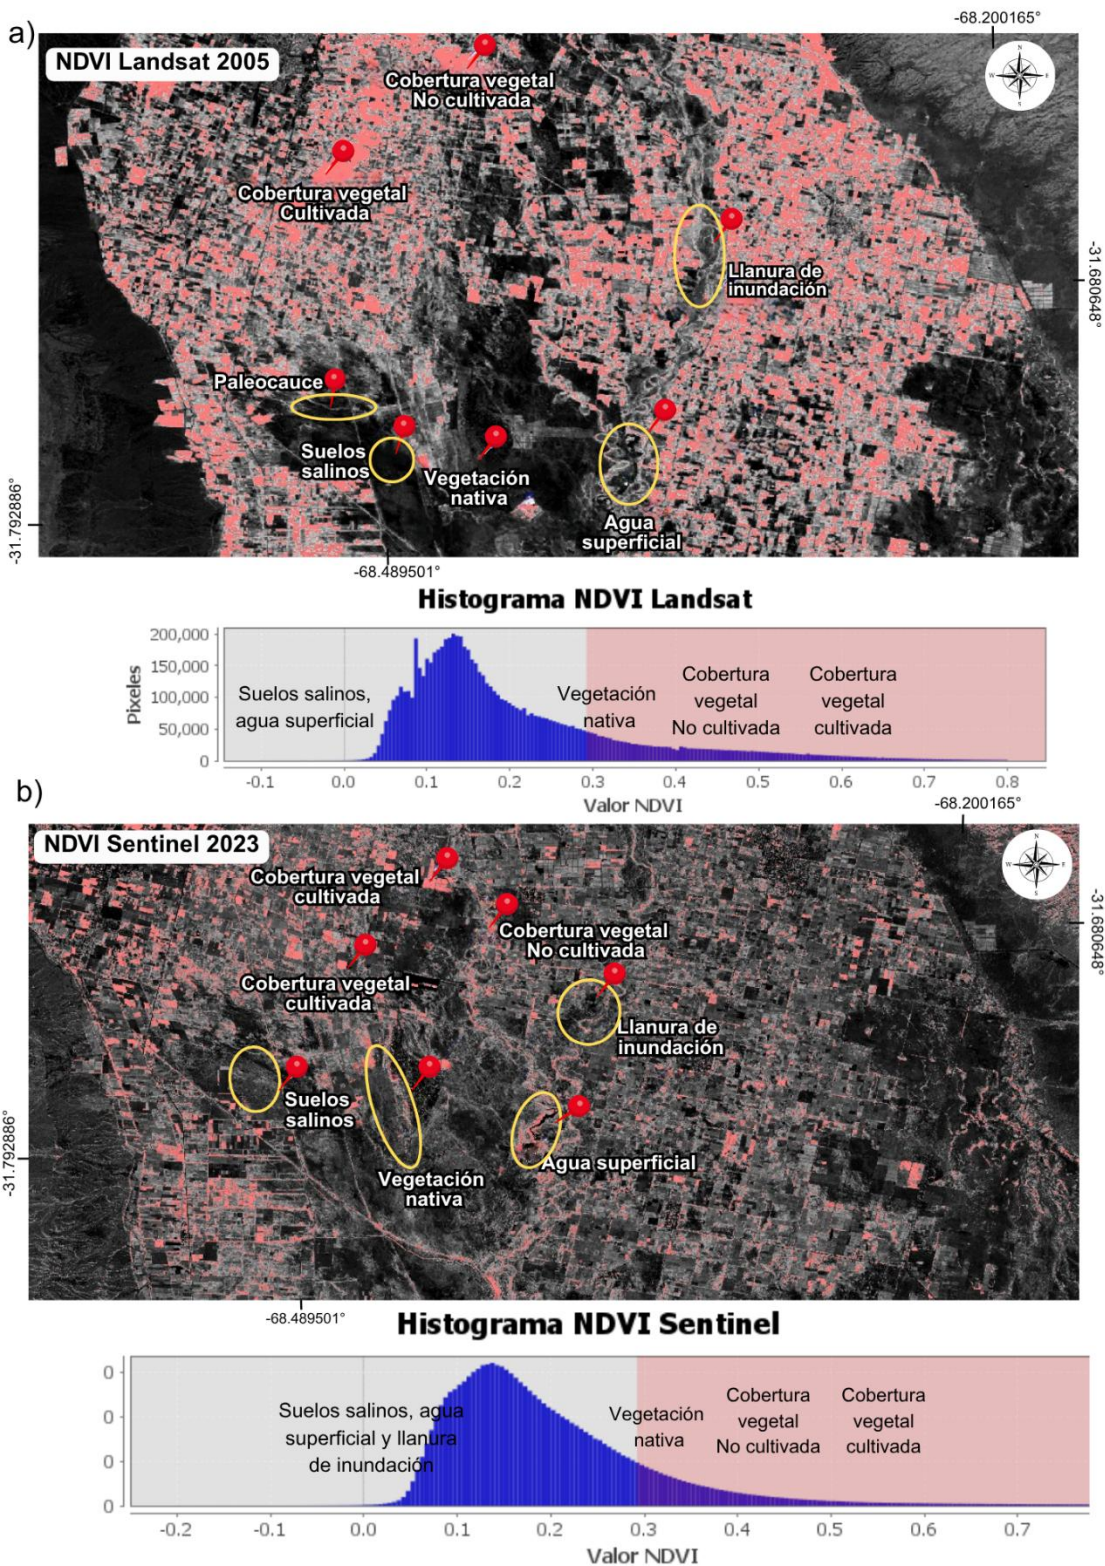 a)
-68.200165°
NDVI Landsat 2005
N
W
E
S
Cobertura vegetal
No cultivada
Cobertura vegetal
Cultivada
Llanura de
inundación
-31.680648°
Paleocauce
Suelos
salinos
Vegetación
nativa
Agua
superficial
-31.792886°
-68.489501°
Histograma NDVI Landsat
Pixeles
200,000
150,000
100,000
50,000
0
Suelos salinos,
agua superficial
Vegetación
nativa
Cobertura
vegetal
No cultivada
Cobertura
vegetal
cultivada
-0.1 0.0 0.1 0.2 0.3 0.4 0.5 0.6 0.7 0.8
Valor NDVI
b)
-68.200165°
NDVI Sentinel 2023
N
W
E
S
Cobertura vegetal
cultivada
Cobertura vegetal
No cultivada
Cobertura vegetal
cultivada
Llanura de
inundación
-31.680648°
Suelos
salinos
Vegetación
nativa
Agua superficial
-31.792886°
-68.489501°
Histograma NDVI Sentinel
0
0
0
0
Suelos salinos, agua
superficial y llanura
de inundación
Vegetación
nativa
Cobertura
vegetal
No cultivada
Cobertura
vegetal
cultivada
-0.2 -0.1 0.0 0.1 0.2 0.3 0.4 0.5 0.6 0.7
Valor NDVI